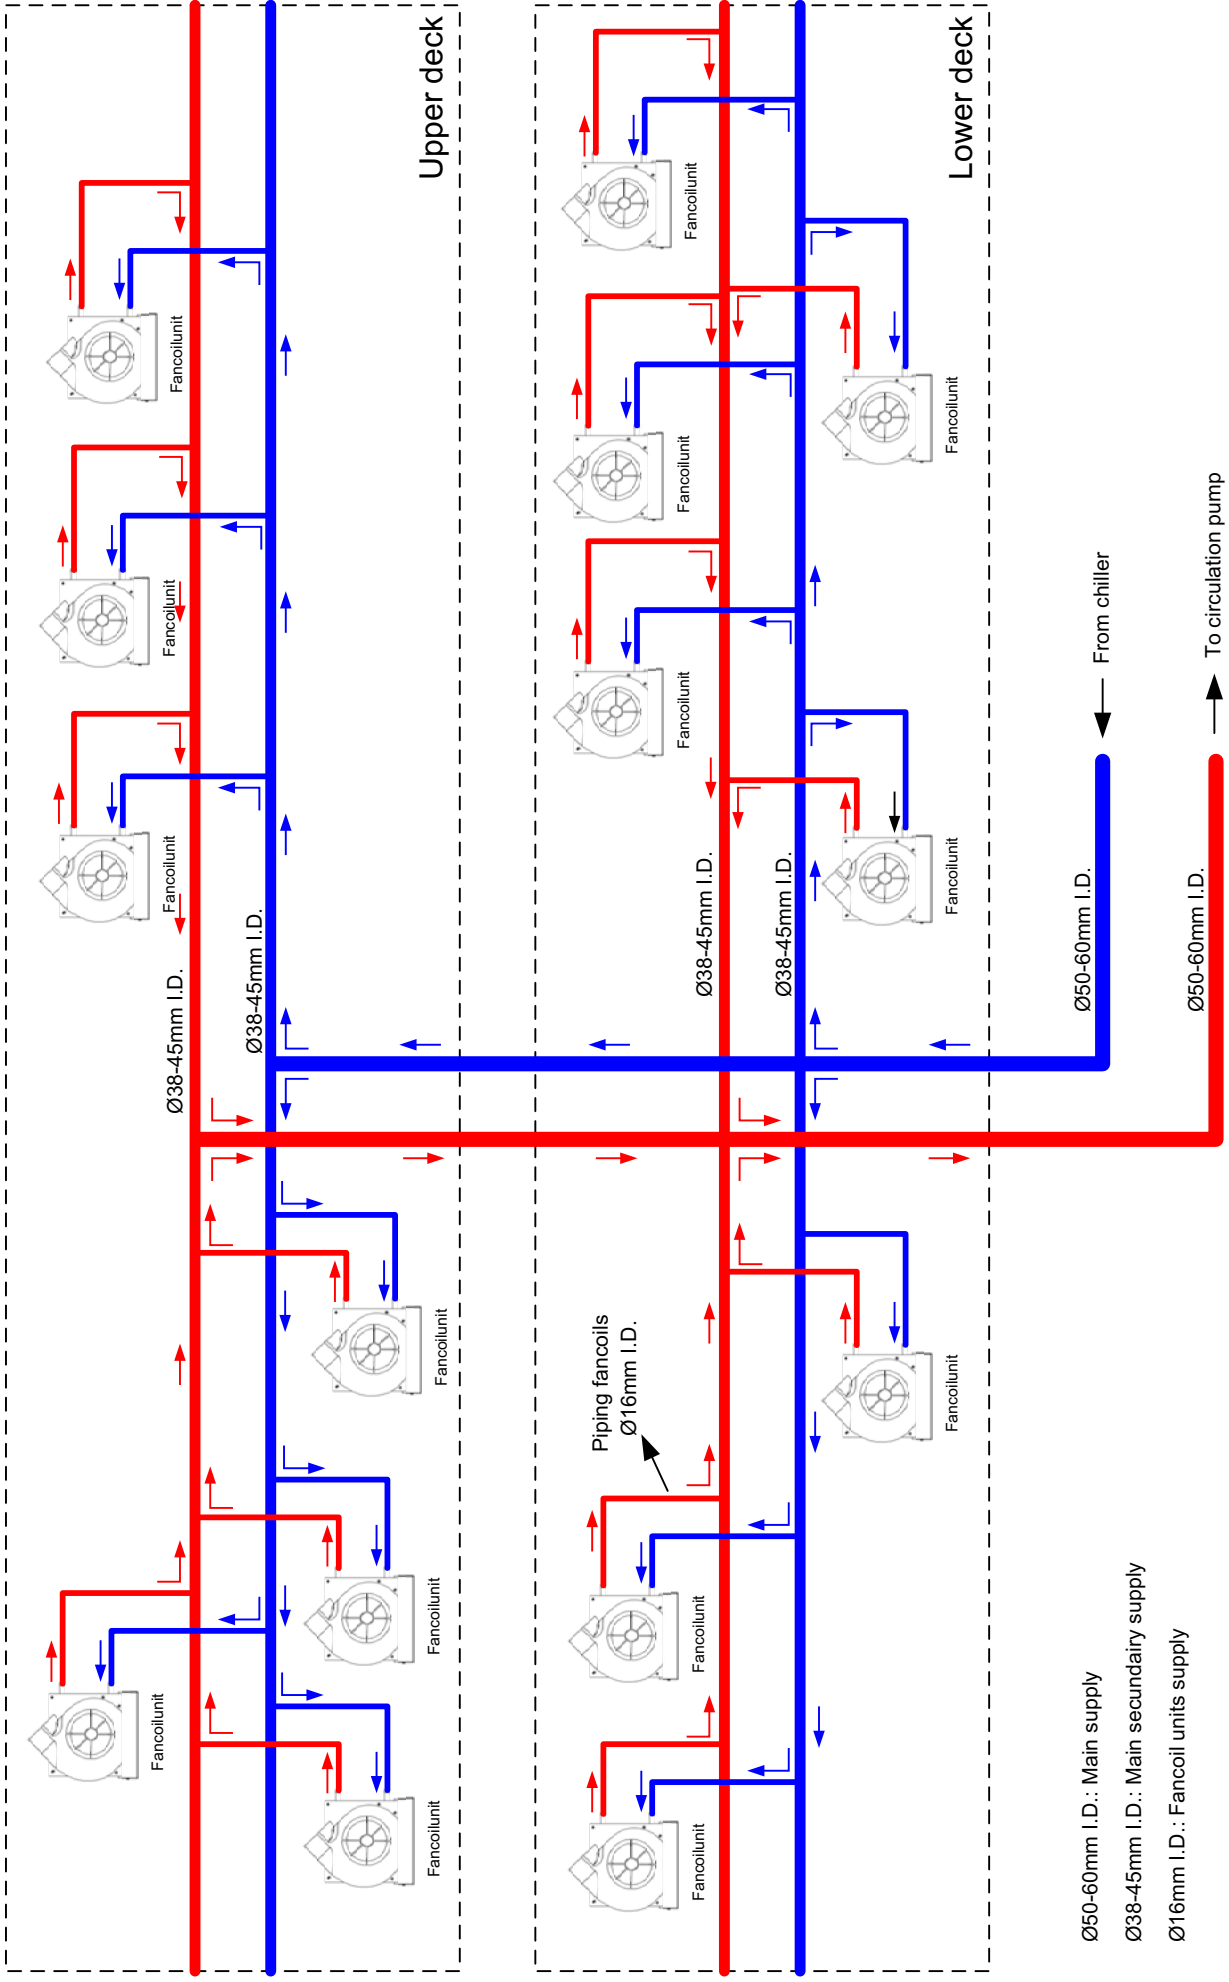 Upper deck
Fancoilunit
Fancoilunit
Fancoilunit
Fancoilunit
Fancoilunit
Fancoilunit
Fancoilunit
Ø38-45mm I.D.
Ø38-45mm I.D.
Lower deck
Fancoilunit
Fancoilunit
Fancoilunit
Fancoilunit
Fancoilunit
Fancoilunit
Fancoilunit
Fancoilunit
Ø38-45mm I.D.
Ø38-45mm I.D.
Piping fancoils
Ø16mm I.D.
Ø50-60mm I.D.
From chiller
Ø50-60mm I.D.
To circulation pump
Ø50-60mm I.D.: Main supply
Ø38-45mm I.D.: Main secundairy supply
Ø16mm I.D.: Fancoil units supply